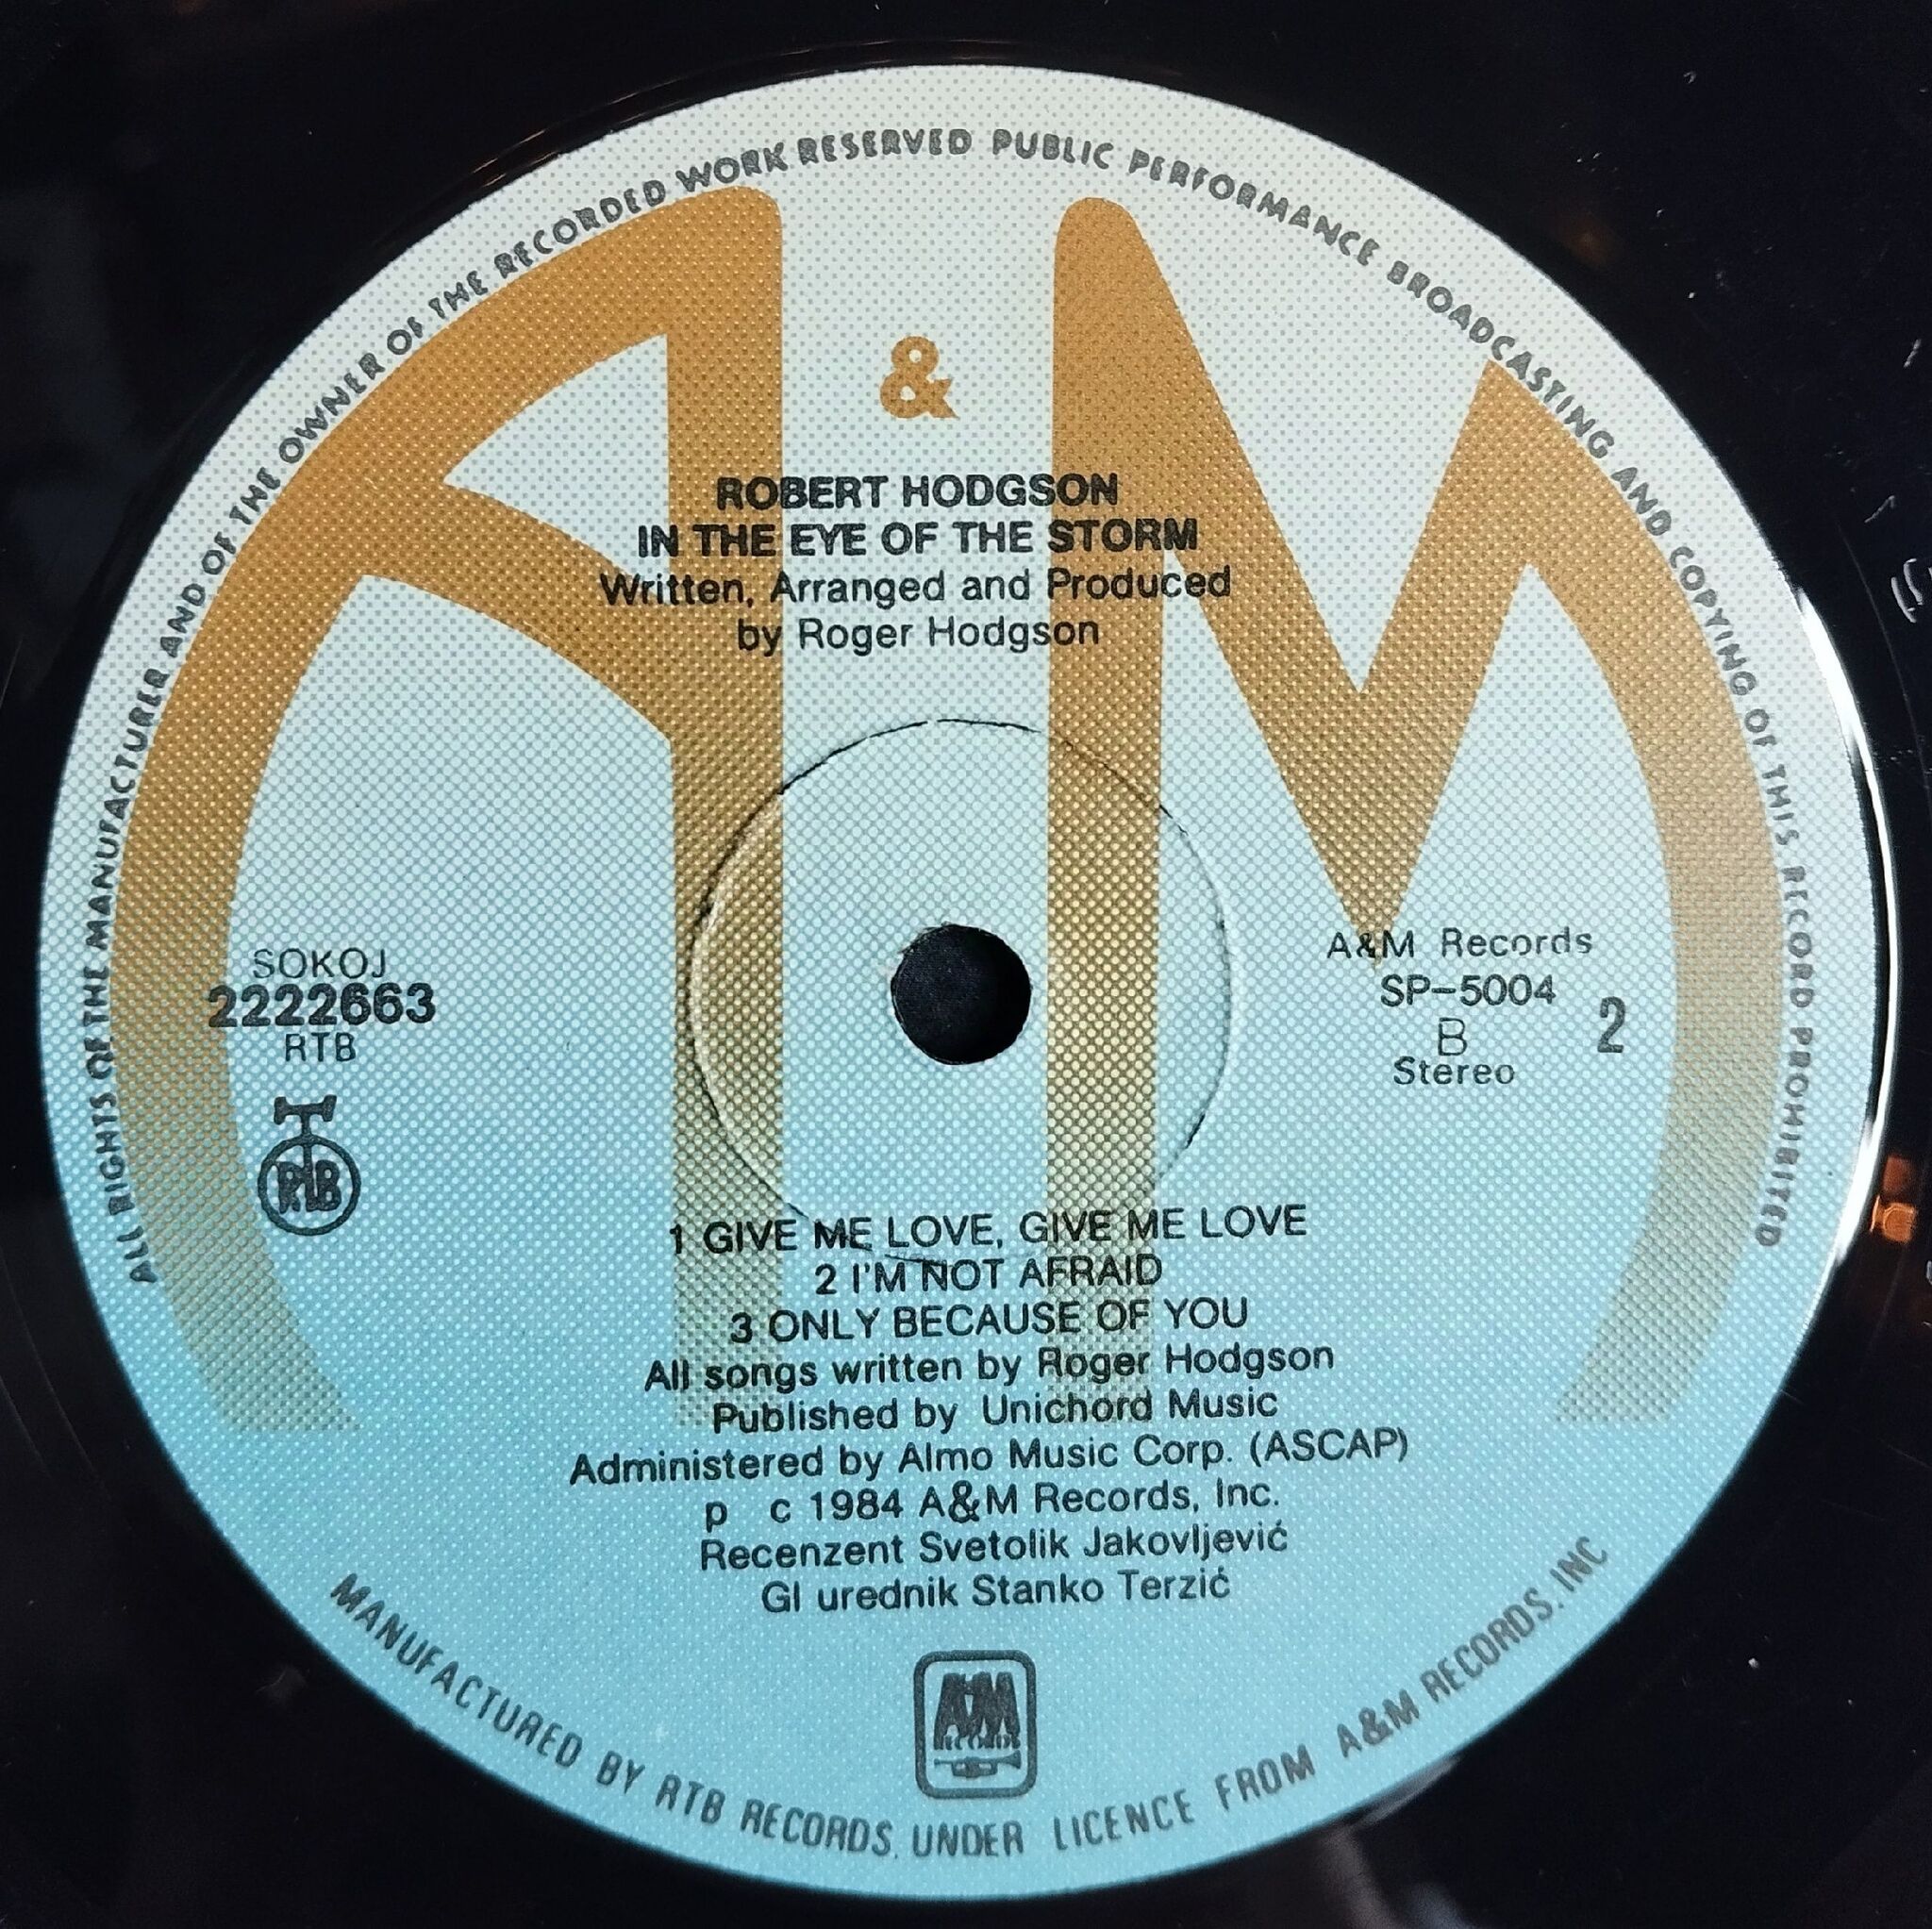 ALL RIGHTS OF THE MANUFACTURER AND OF THE OWNER OF THE RECORDED WORK RESERVED PUBLIC PERFORMANCE BROADCASTING AND COPYING OF THIS RECORD PROHIBITED
A & M
ROBERT HODGSON
IN THE EYE OF THE STORM
Written, Arranged and Produced
by Roger Hodgson
SOKOJ
2222663
RTB
RTB
A&M Records
SP-5004
B
Stereo
2
1 GIVE ME LOVE, GIVE ME LOVE
2 I'M NOT AFRAID
3 ONLY BECAUSE OF YOU
All songs written by Roger Hodgson
Published by Unichord Music
Administered by Almo Music Corp. (ASCAP)
p c 1984 A&M Records, Inc.
Recenzent Svetolik Jakovljević
Gl urednik Stanko Terzić
A&M
RECORDS
MANUFACTURED BY RTB RECORDS, UNDER LICENCE FROM A&M RECORDS, INC